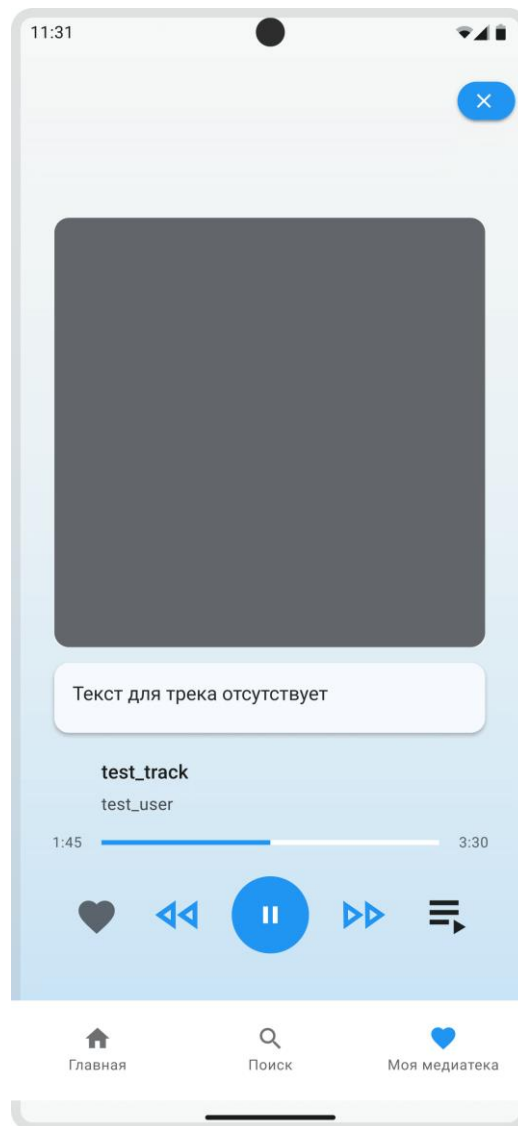 11:31
Текст для трека отсутствует
test_track
test_user
1:45 3:30
Главная Поиск Моя медиатека